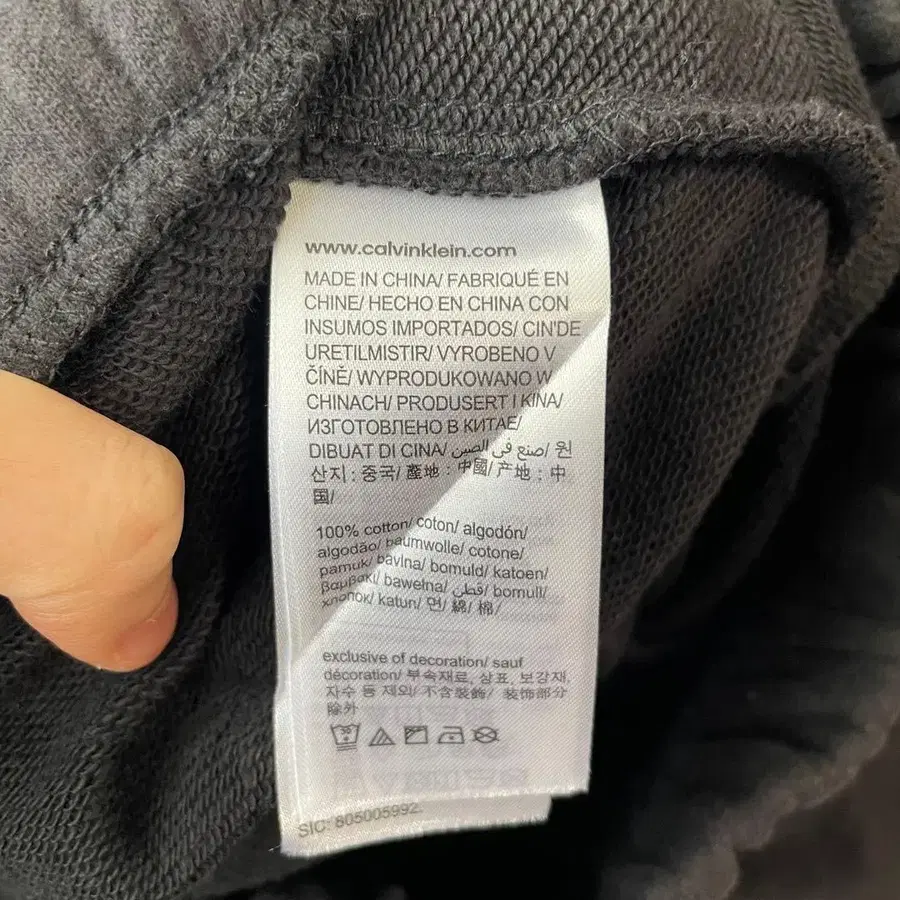 www.calvinklein.com
MADE IN CHINA/ FABRIQUÉ EN
CHINE/ HECHO EN CHINA CON
INSUMOS IMPORTADOS/ CIN'DE
URETILMISTIR/ VYROBENO V
ČÍNĚ/ WYPRODUKOWANO W
CHINACH/ PRODUSERT I KINA/
ИЗГОТОВЛЕНО В КИТАЕ/
DIBUAT DI CINA/ صنع في الصين/ 원
산지 : 중국/ 產地 : 中國/ 产地 : 中
国/
100% cotton/ coton/ algodón/
algodão/ baumwolle/ cotone/
pamuk/ bavlna/ bomuld/ katoen/
βαμβακι/ bawełna/ قطن/ bomull/
хлопок/ katun/ 면/ 綿/ 棉/
exclusive of decoration/ sauf
décoration/ 부속재료, 상표, 보강재,
자수 등 제외/ 不含裝飾/ 装饰部分
除外
30
SIC: 805005992.